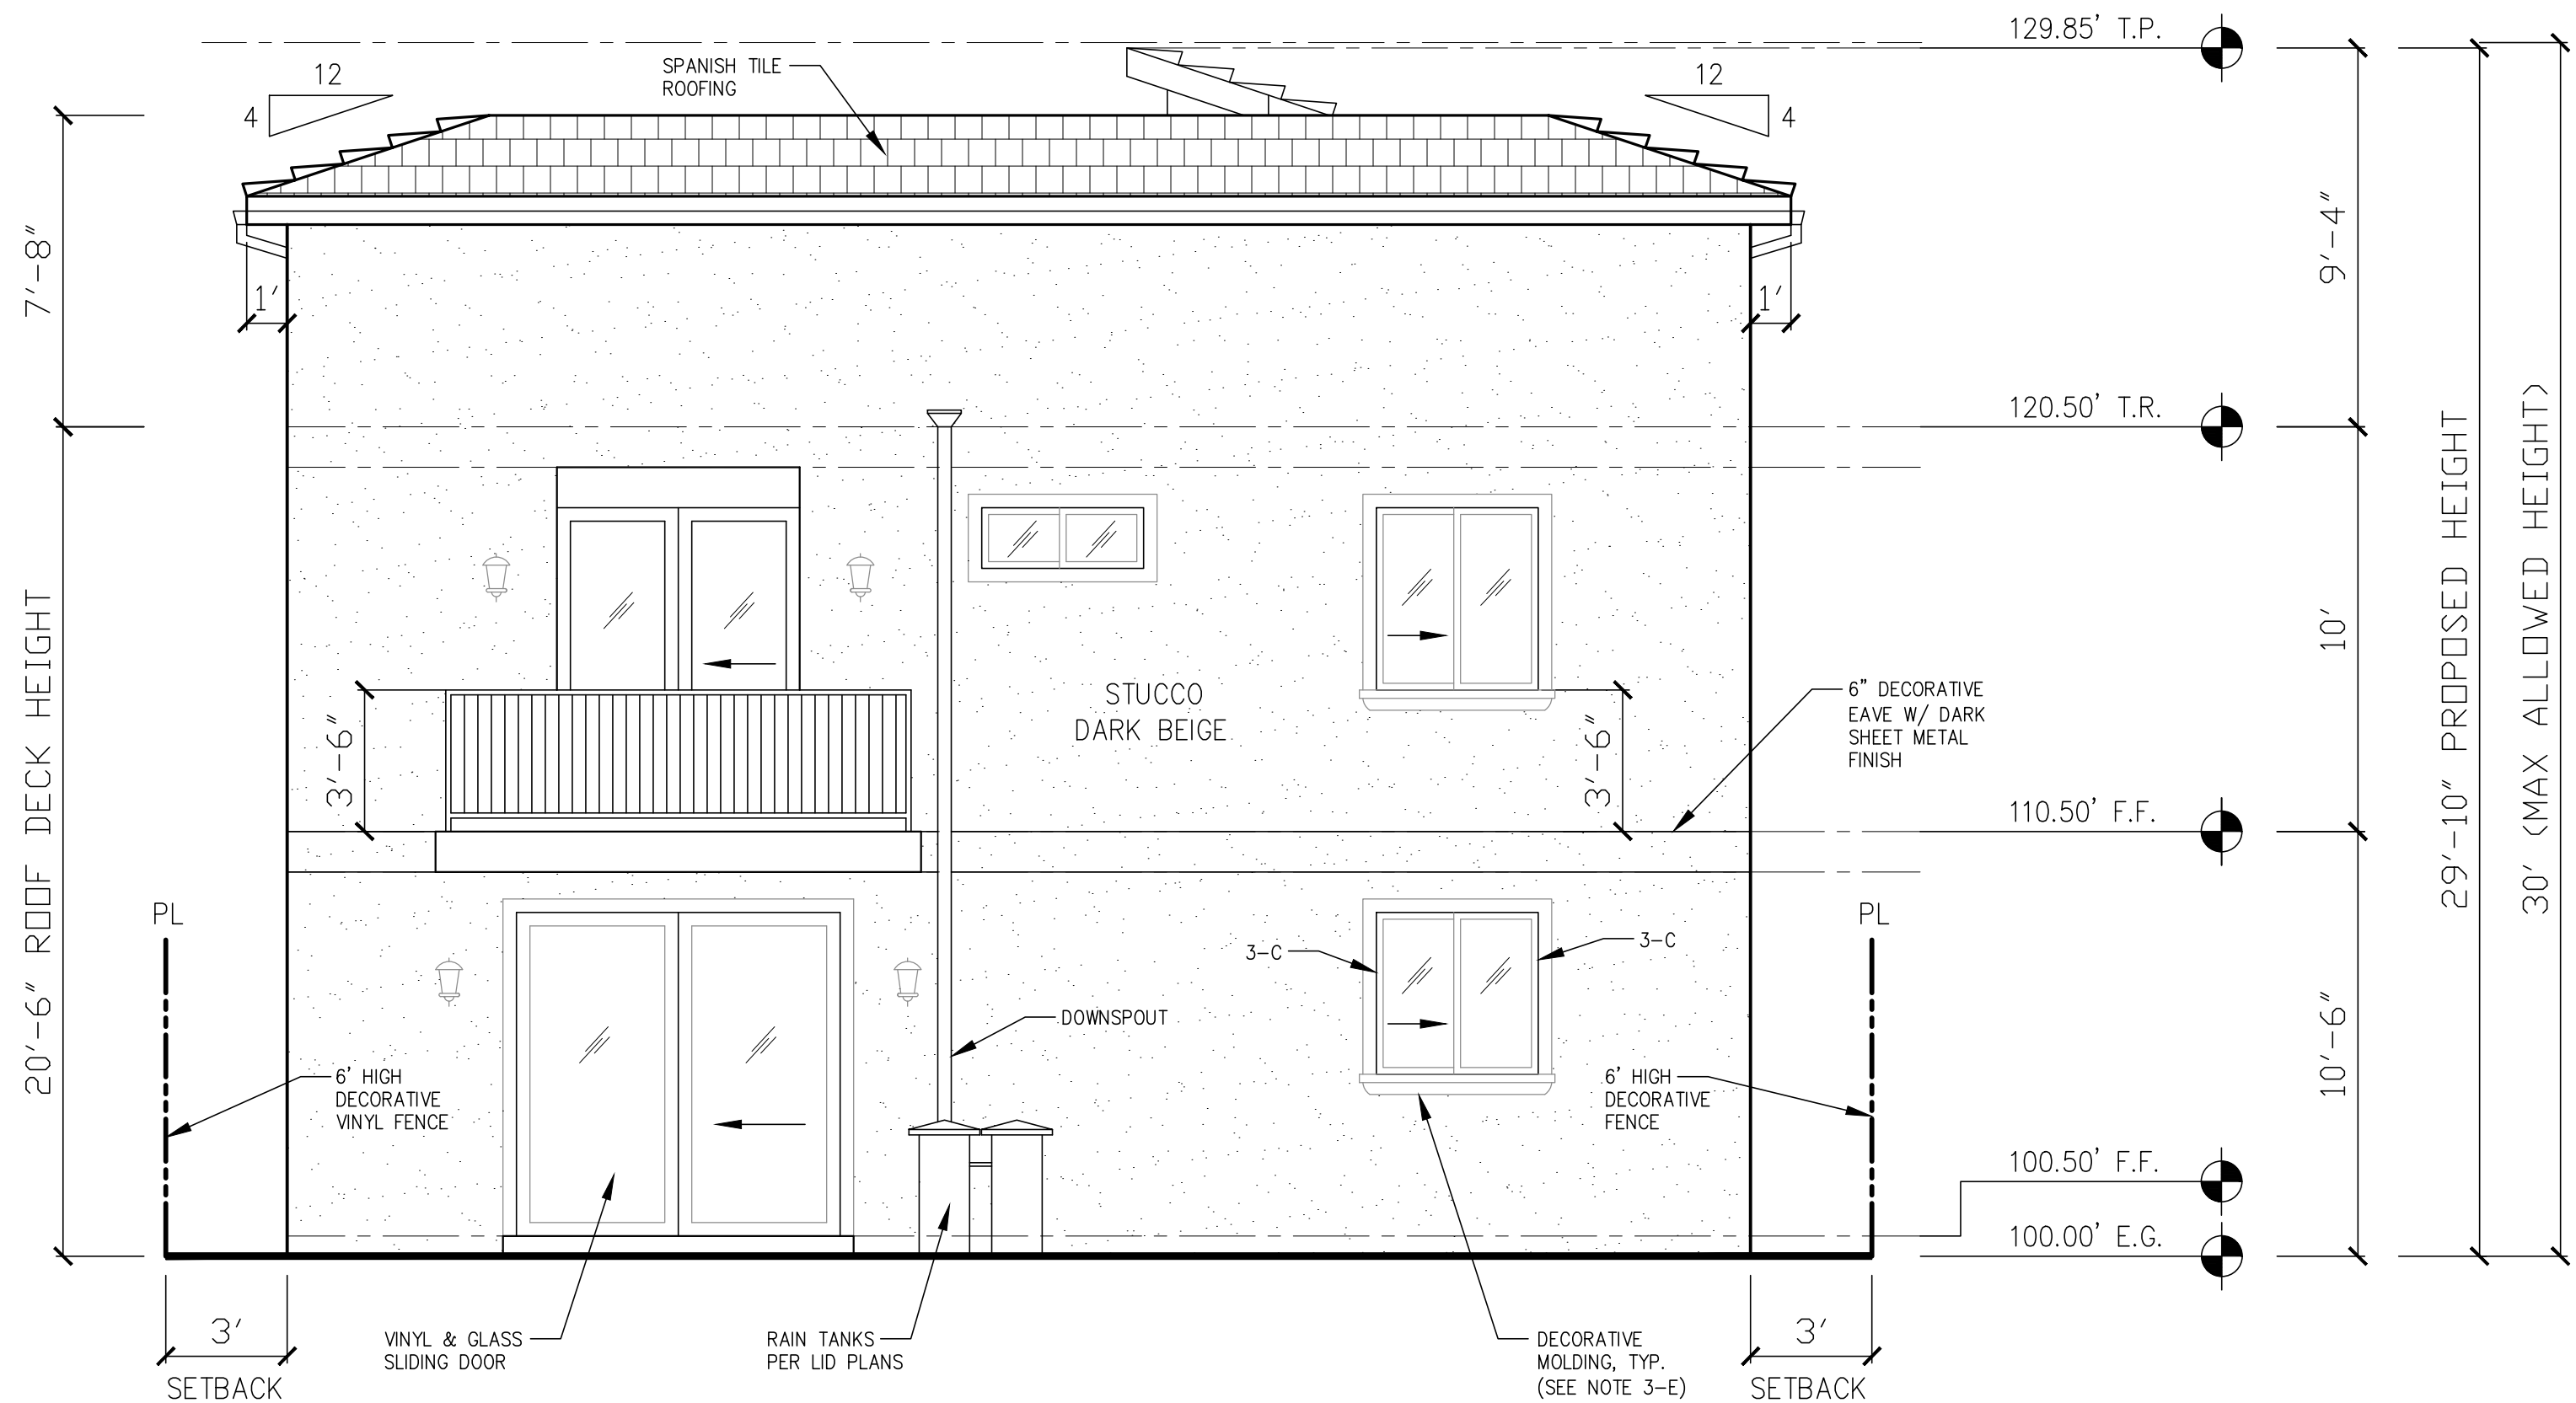 129.85' T.P.
12
4
SPANISH TILE
ROOFING
12
4
7'-8"
9'-4"
1'
1'
120.50' T.R.
20'-6" ROOF DECK HEIGHT
10'
29'-10" PROPOSED HEIGHT
30' (MAX ALLOWED HEIGHT)
3'-6"
STUCCO
DARK BEIGE
3'-6"
6" DECORATIVE
EAVE W/ DARK
SHEET METAL
FINISH
110.50' F.F.
PL
PL
3-C
3-C
DOWNSPOUT
10'-6"
6' HIGH
DECORATIVE
VINYL FENCE
6' HIGH
DECORATIVE
FENCE
100.50' F.F.
100.00' E.G.
3'
SETBACK
VINYL & GLASS
SLIDING DOOR
RAIN TANKS
PER LID PLANS
DECORATIVE
MOLDING, TYP.
(SEE NOTE 3-E)
3'
SETBACK